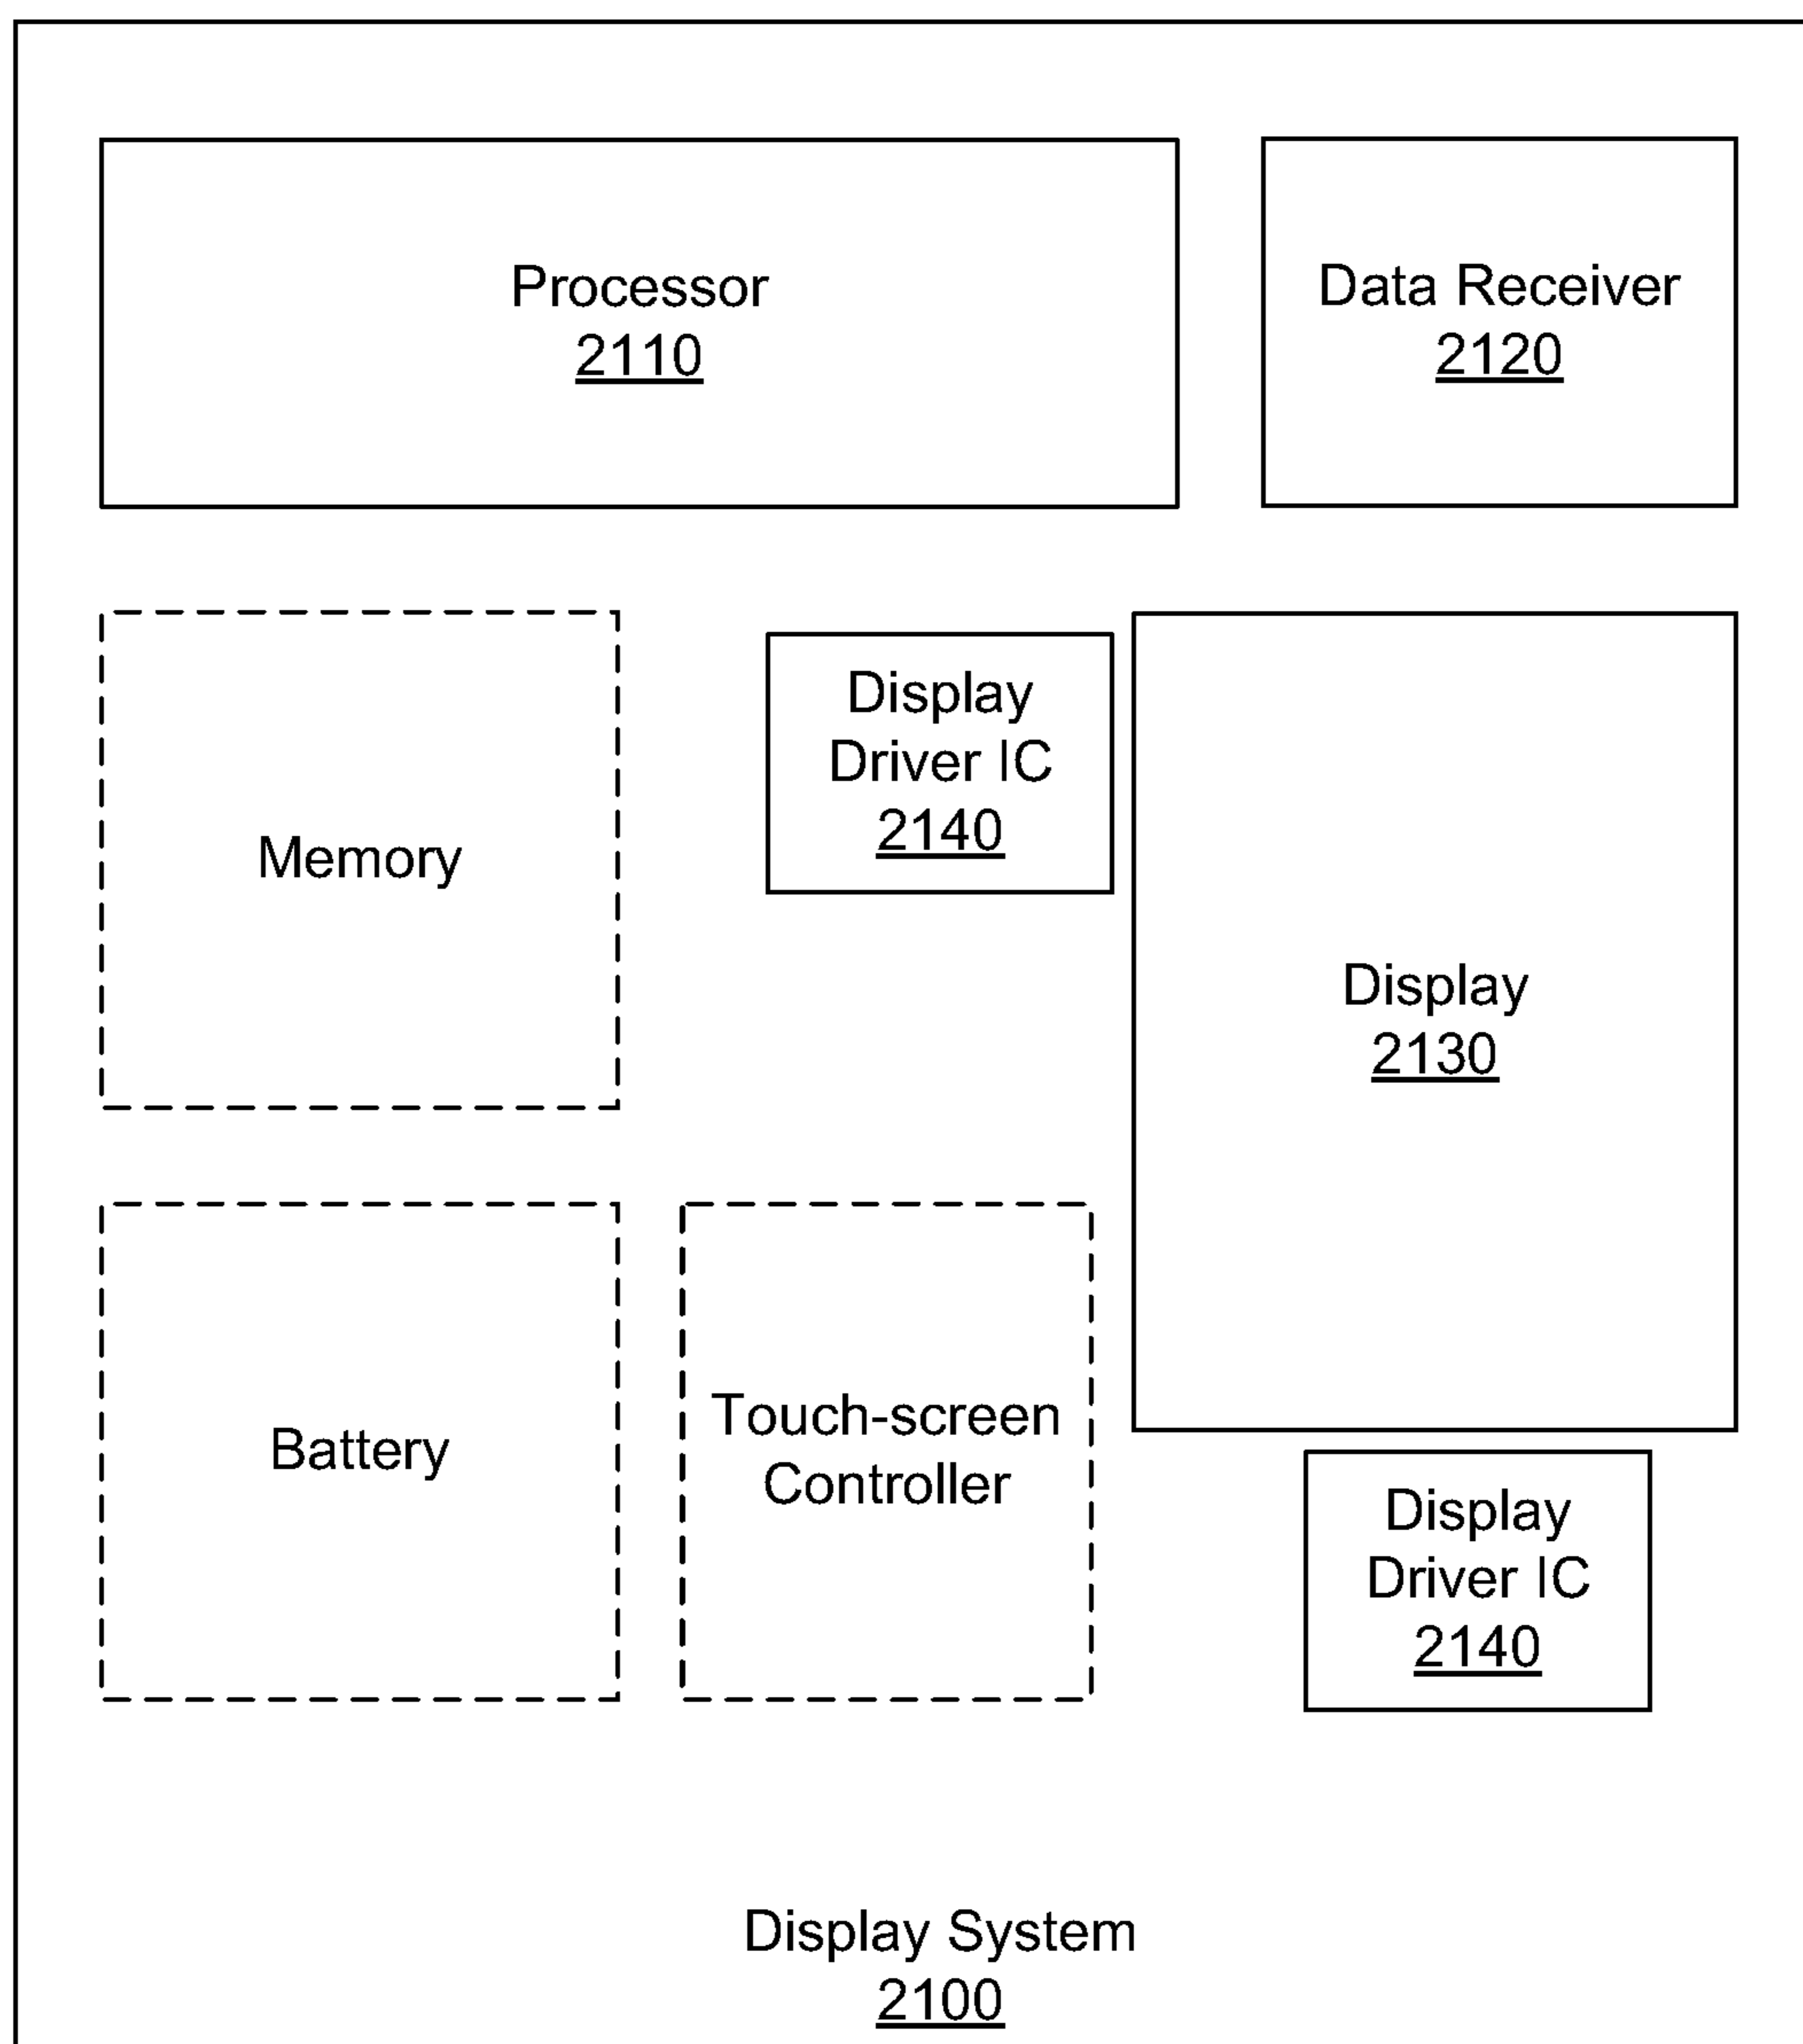 Processor
2110
Data Receiver
2120
Display
Driver IC
2140
Memory
Display
2130
Battery
Touch-screen
Controller
Display
Driver IC
2140
Display System
2100